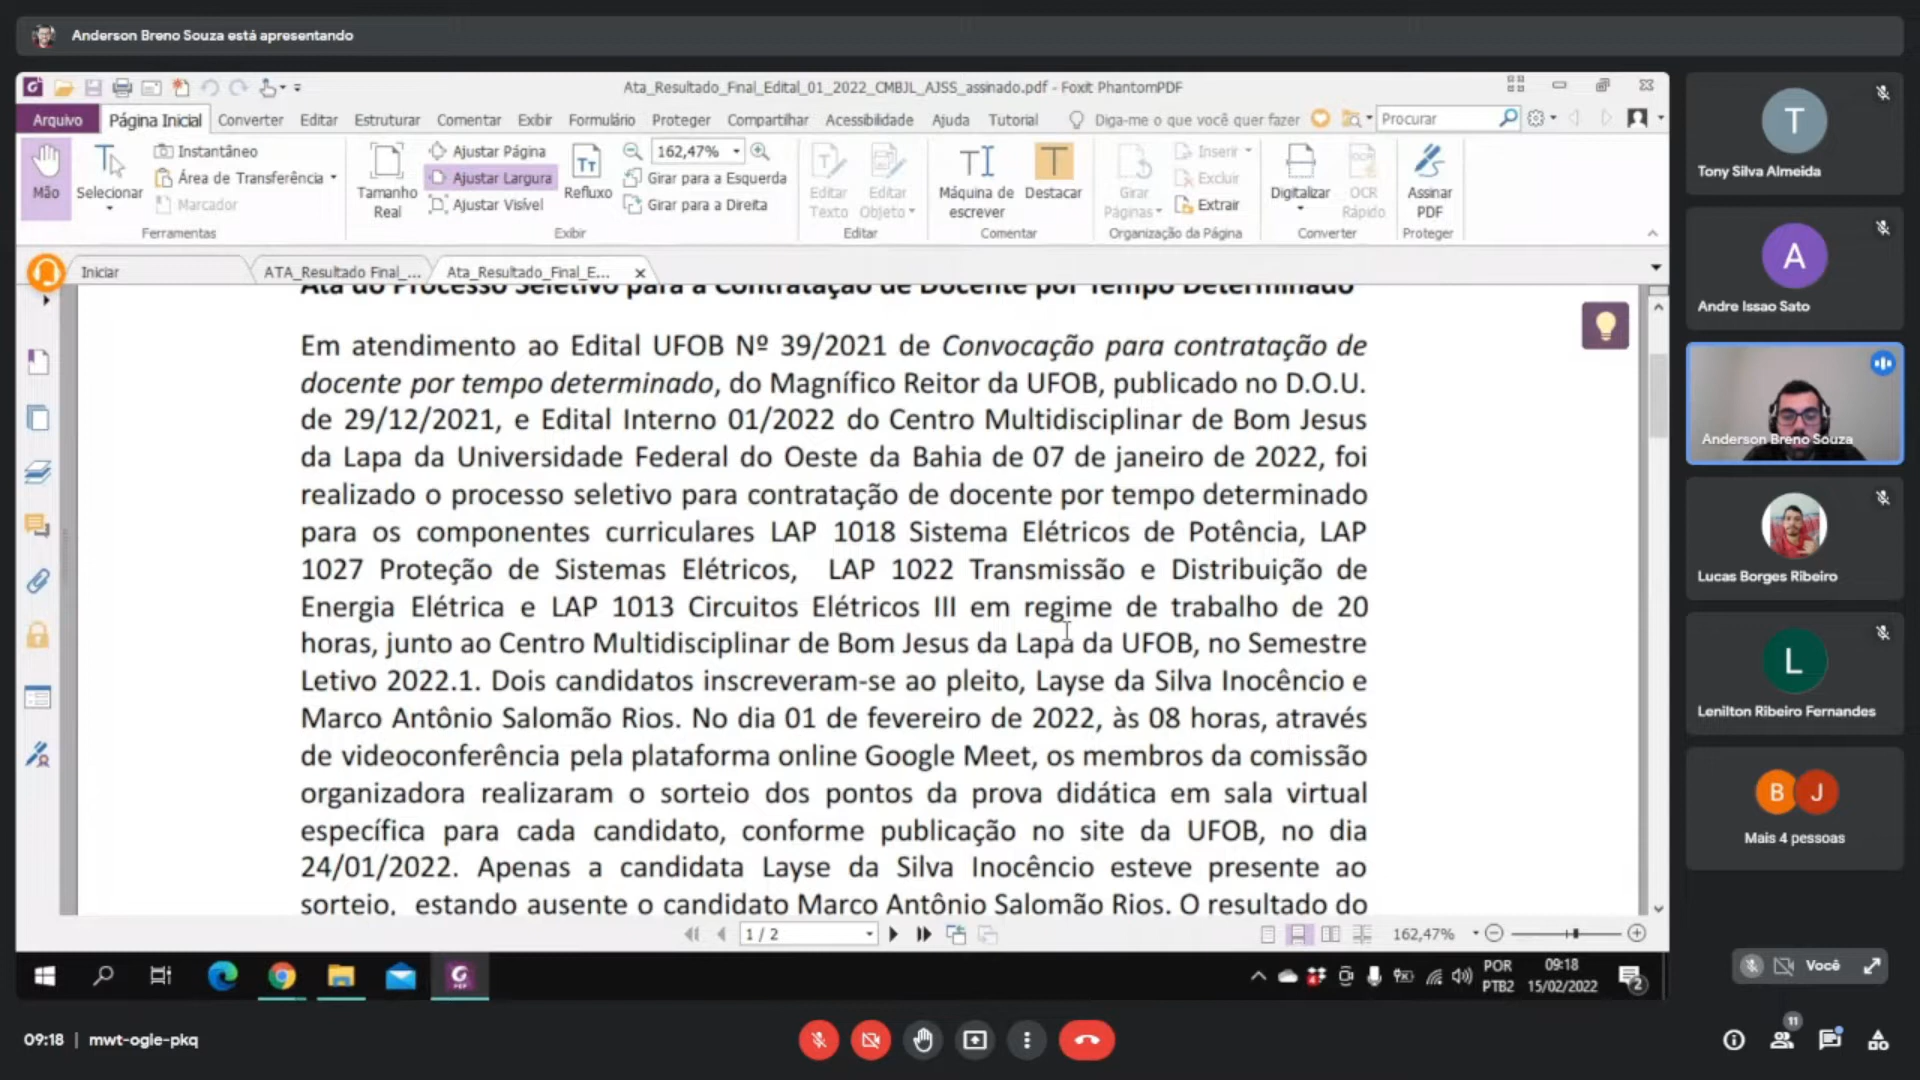 Anderson Breno Souza está apresentando
Ata_Resultado_Final_Edital_01_2022_CMBJL_AJSS_assinado.pdf - Foxit PhantomPDF
Arquivo Página Inicial Converter Editar Estruturar Comentar Exibir Formulário Proteger Compartilhar Acessibilidade Ajuda Tutorial Diga-me o que você quer fazer Procurar
Mão
Selecionar
Instantâneo
Área de Transferência
Marcador
Ferramentas
Tamanho
Real
Ajustar Página
Ajustar Largura
Ajustar Visível
Refluxo
162,47%
Girar para a Esquerda
Girar para a Direita
Exibir
Editar
Texto
Editar
Objeto
Editar
Máquina de
escrever
Destacar
Comentar
Girar
Páginas
Inserir
Excluir
Extrair
Organização da Página
Digitalizar
OCR
Rápido
Converter
Assinar
PDF
Proteger
Iniciar
ATA_Resultado Final_...
Ata_Resultado_Final_E...
Ata do Processo Seletivo para a Contratação de Docente por Tempo Determinado
Em atendimento ao Edital UFOB Nº 39/2021 de Convocação para contratação de
docente por tempo determinado, do Magnífico Reitor da UFOB, publicado no D.O.U.
de 29/12/2021, e Edital Interno 01/2022 do Centro Multidisciplinar de Bom Jesus
da Lapa da Universidade Federal do Oeste da Bahia de 07 de janeiro de 2022, foi
realizado o processo seletivo para contratação de docente por tempo determinado
para os componentes curriculares LAP 1018 Sistema Elétricos de Potência, LAP
1027 Proteção de Sistemas Elétricos, LAP 1022 Transmissão e Distribuição de
Energia Elétrica e LAP 1013 Circuitos Elétricos III em regime de trabalho de 20
horas, junto ao Centro Multidisciplinar de Bom Jesus da Lapa da UFOB, no Semestre
Letivo 2022.1. Dois candidatos inscreveram-se ao pleito, Layse da Silva Inocêncio e
Marco Antônio Salomão Rios. No dia 01 de fevereiro de 2022, às 08 horas, através
de videoconferência pela plataforma online Google Meet, os membros da comissão
organizadora realizaram o sorteio dos pontos da prova didática em sala virtual
específica para cada candidato, conforme publicação no site da UFOB, no dia
24/01/2022. Apenas a candidata Layse da Silva Inocêncio esteve presente ao
sorteio, estando ausente o candidato Marco Antônio Salomão Rios. O resultado do
1 / 2
162,47%
POR
PTB2
09:18
15/02/2022
2
T
Tony Silva Almeida
A
Andre Issao Sato
Anderson Breno Souza
Lucas Borges Ribeiro
L
Lenilton Ribeiro Fernandes
B J
Mais 4 pessoas
Você
09:18 | mwt-ogie-pkq
11